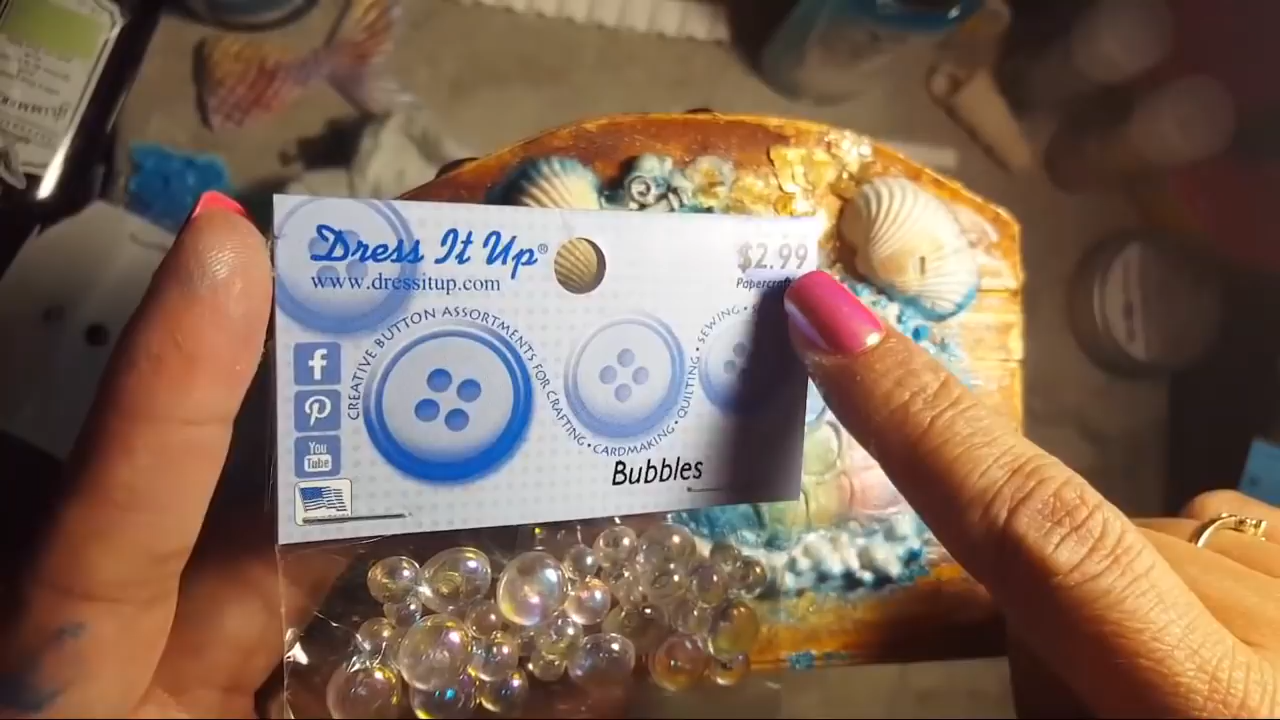 Dress It Up®
www.dressitup.com
$2.99
CREATIVE BUTTON ASSORTMENTS FOR CRAFTING • CARDMAKING • QUILTING • SEWING •
You
Tube
Bubbles